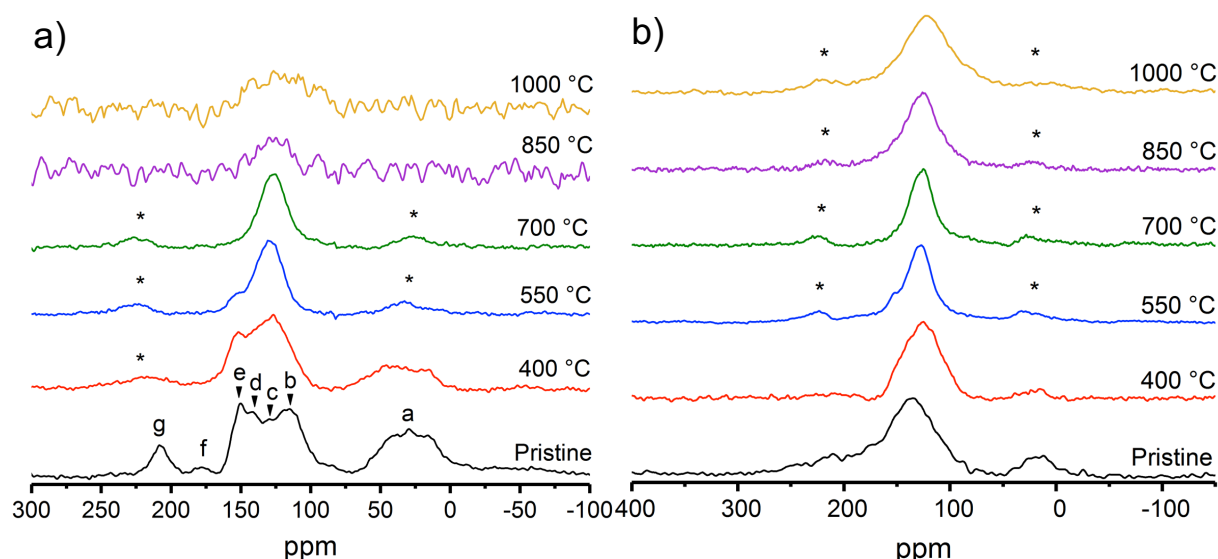 a)
1000 °C
850 °C
* *
700 °C
* *
550 °C
*
400 °C
e d c b
g f a
Pristine
300 250 200 150 100 50 0 -50 -100
ppm
b)
* *
1000 °C
* *
850 °C
* *
700 °C
* *
550 °C
400 °C
Pristine
400 300 200 100 0 -100
ppm